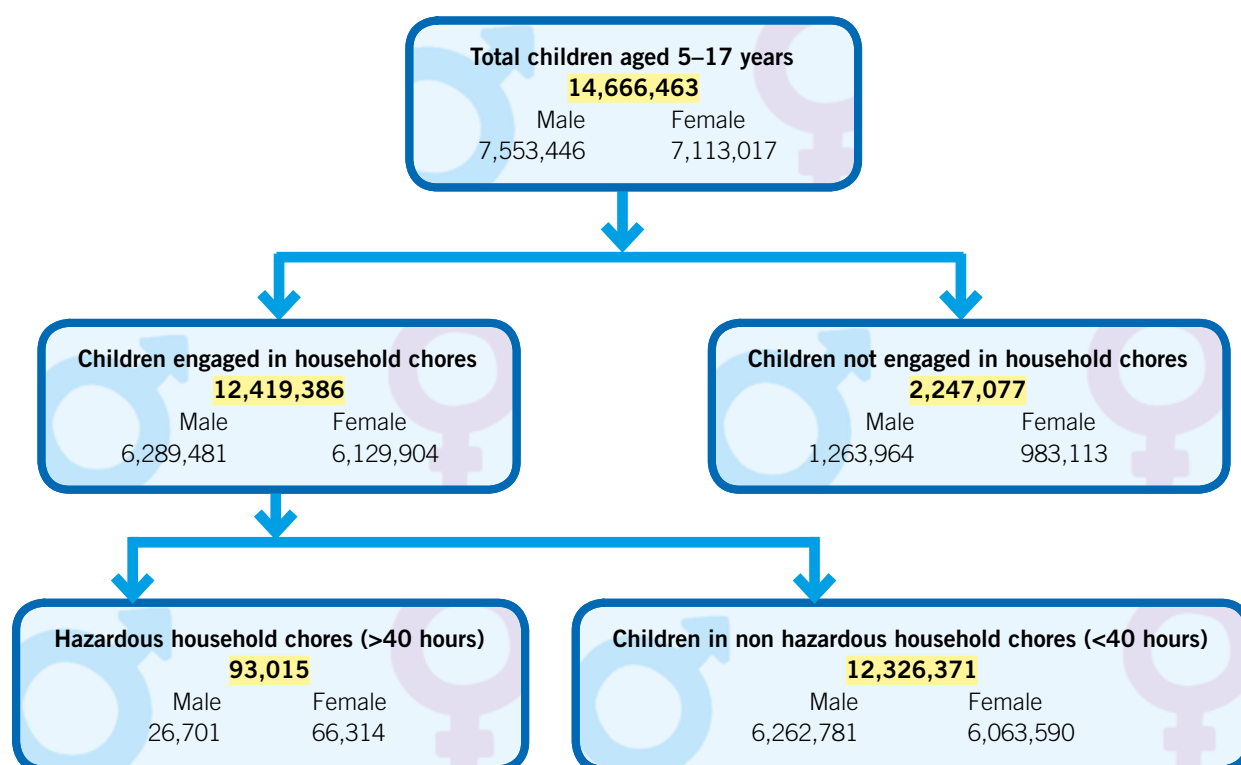 Total children aged 5–17 years
14,666,463
Male Female
7,553,446 7,113,017
Children engaged in household chores
12,419,386
Male Female
6,289,481 6,129,904
Children not engaged in household chores
2,247,077
Male Female
1,263,964 983,113
Hazardous household chores (>40 hours)
93,015
Male Female
26,701 66,314
Children in non hazardous household chores (<40 hours)
12,326,371
Male Female
6,262,781 6,063,590